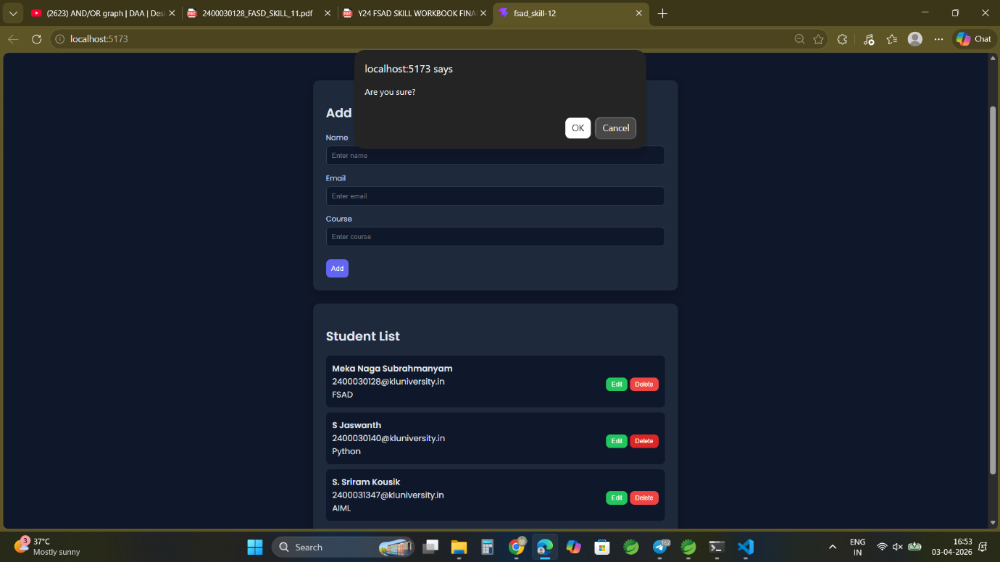 (2623) AND/OR graph | DAA | Des
2400030128_FASD_SKILL_11.pdf
Y24 FSAD SKILL WORKBOOK FINA
fsad_skill-12
localhost:5173
Chat
localhost:5173 says
Are you sure?
OK
Cancel
Add
Name
Enter name
Email
Enter email
Course
Enter course
Add
Student List
Meka Naga Subrahmanyam
2400030128@kluniversity.in
FSAD
Edit
Delete
S Jaswanth
2400030140@kluniversity.in
Python
Edit
Delete
S. Sriram Kousik
2400031347@kluniversity.in
AIML
Edit
Delete
3
37°C
Mostly sunny
Search
162
ENG
IN
16:53
03-04-2026